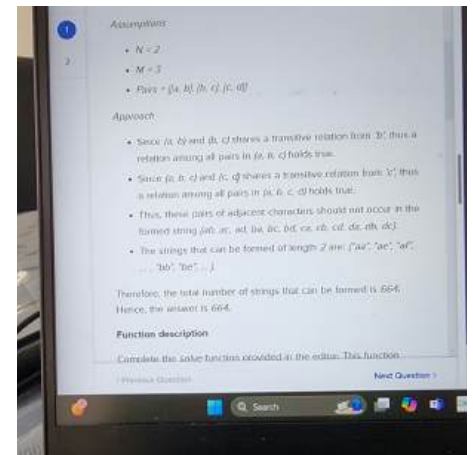 1
Assumptions
2
• N = 2
• M = 3
• Pairs = [(a, b), (b, c), (c, d)]
Approach
• Since (a, b) and (b, c) shares a transitive relation from 'b', thus a
relation among all pairs in (a, b, c) holds true.
• Since (a, b, c) and (c, d) shares a transitive relation from 'c', thus
a relation among all pairs in (a, b, c, d) holds true.
• Thus, these pairs of adjacent characters should not occur in the
formed string (ab, ac, ad, ba, bc, bd, ca, cb, cd, da, db, dc).
• The strings that can be formed of length 2 are: ("aa", "ae", "af",
... , "bb", "be", ... ).
Therefore, the total number of strings that can be formed is 664.
Hence, the answer is 664.
Function description
Complete the solve function provided in the editor. This function
Previous Question
Next Question
Search